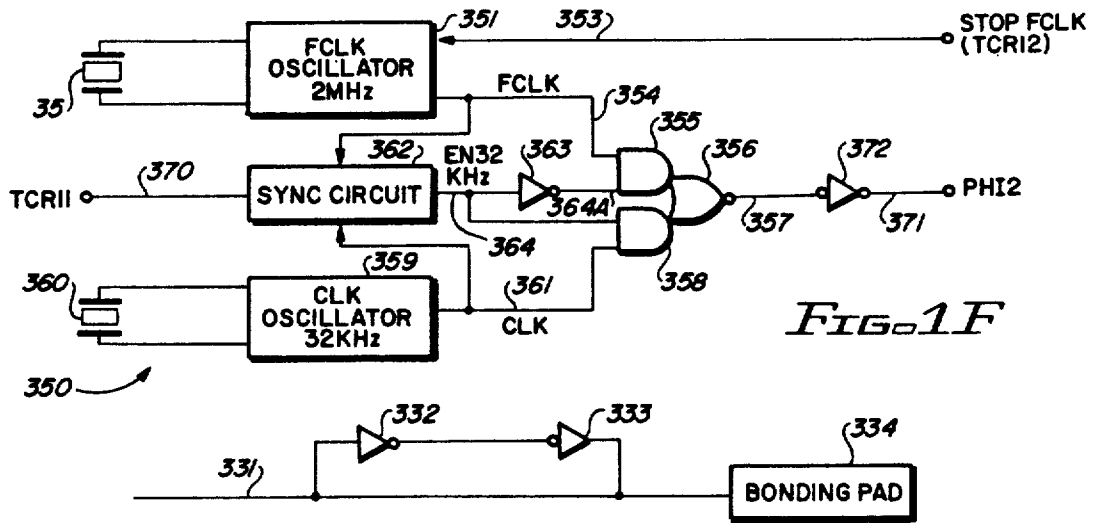 351
353
STOP FCLK
(TCR12)
FCLK
OSCILLATOR
2MHz
35
FCLK
354
355
362
EN32
KHz
363
356
372
370
TCR11
SYNC CIRCUIT
364A
357
371
PHI2
364
358
359
360
361
CLK
OSCILLATOR
32KHz
CLK
FIG. 1F
350
332
333
334
331
BONDING PAD